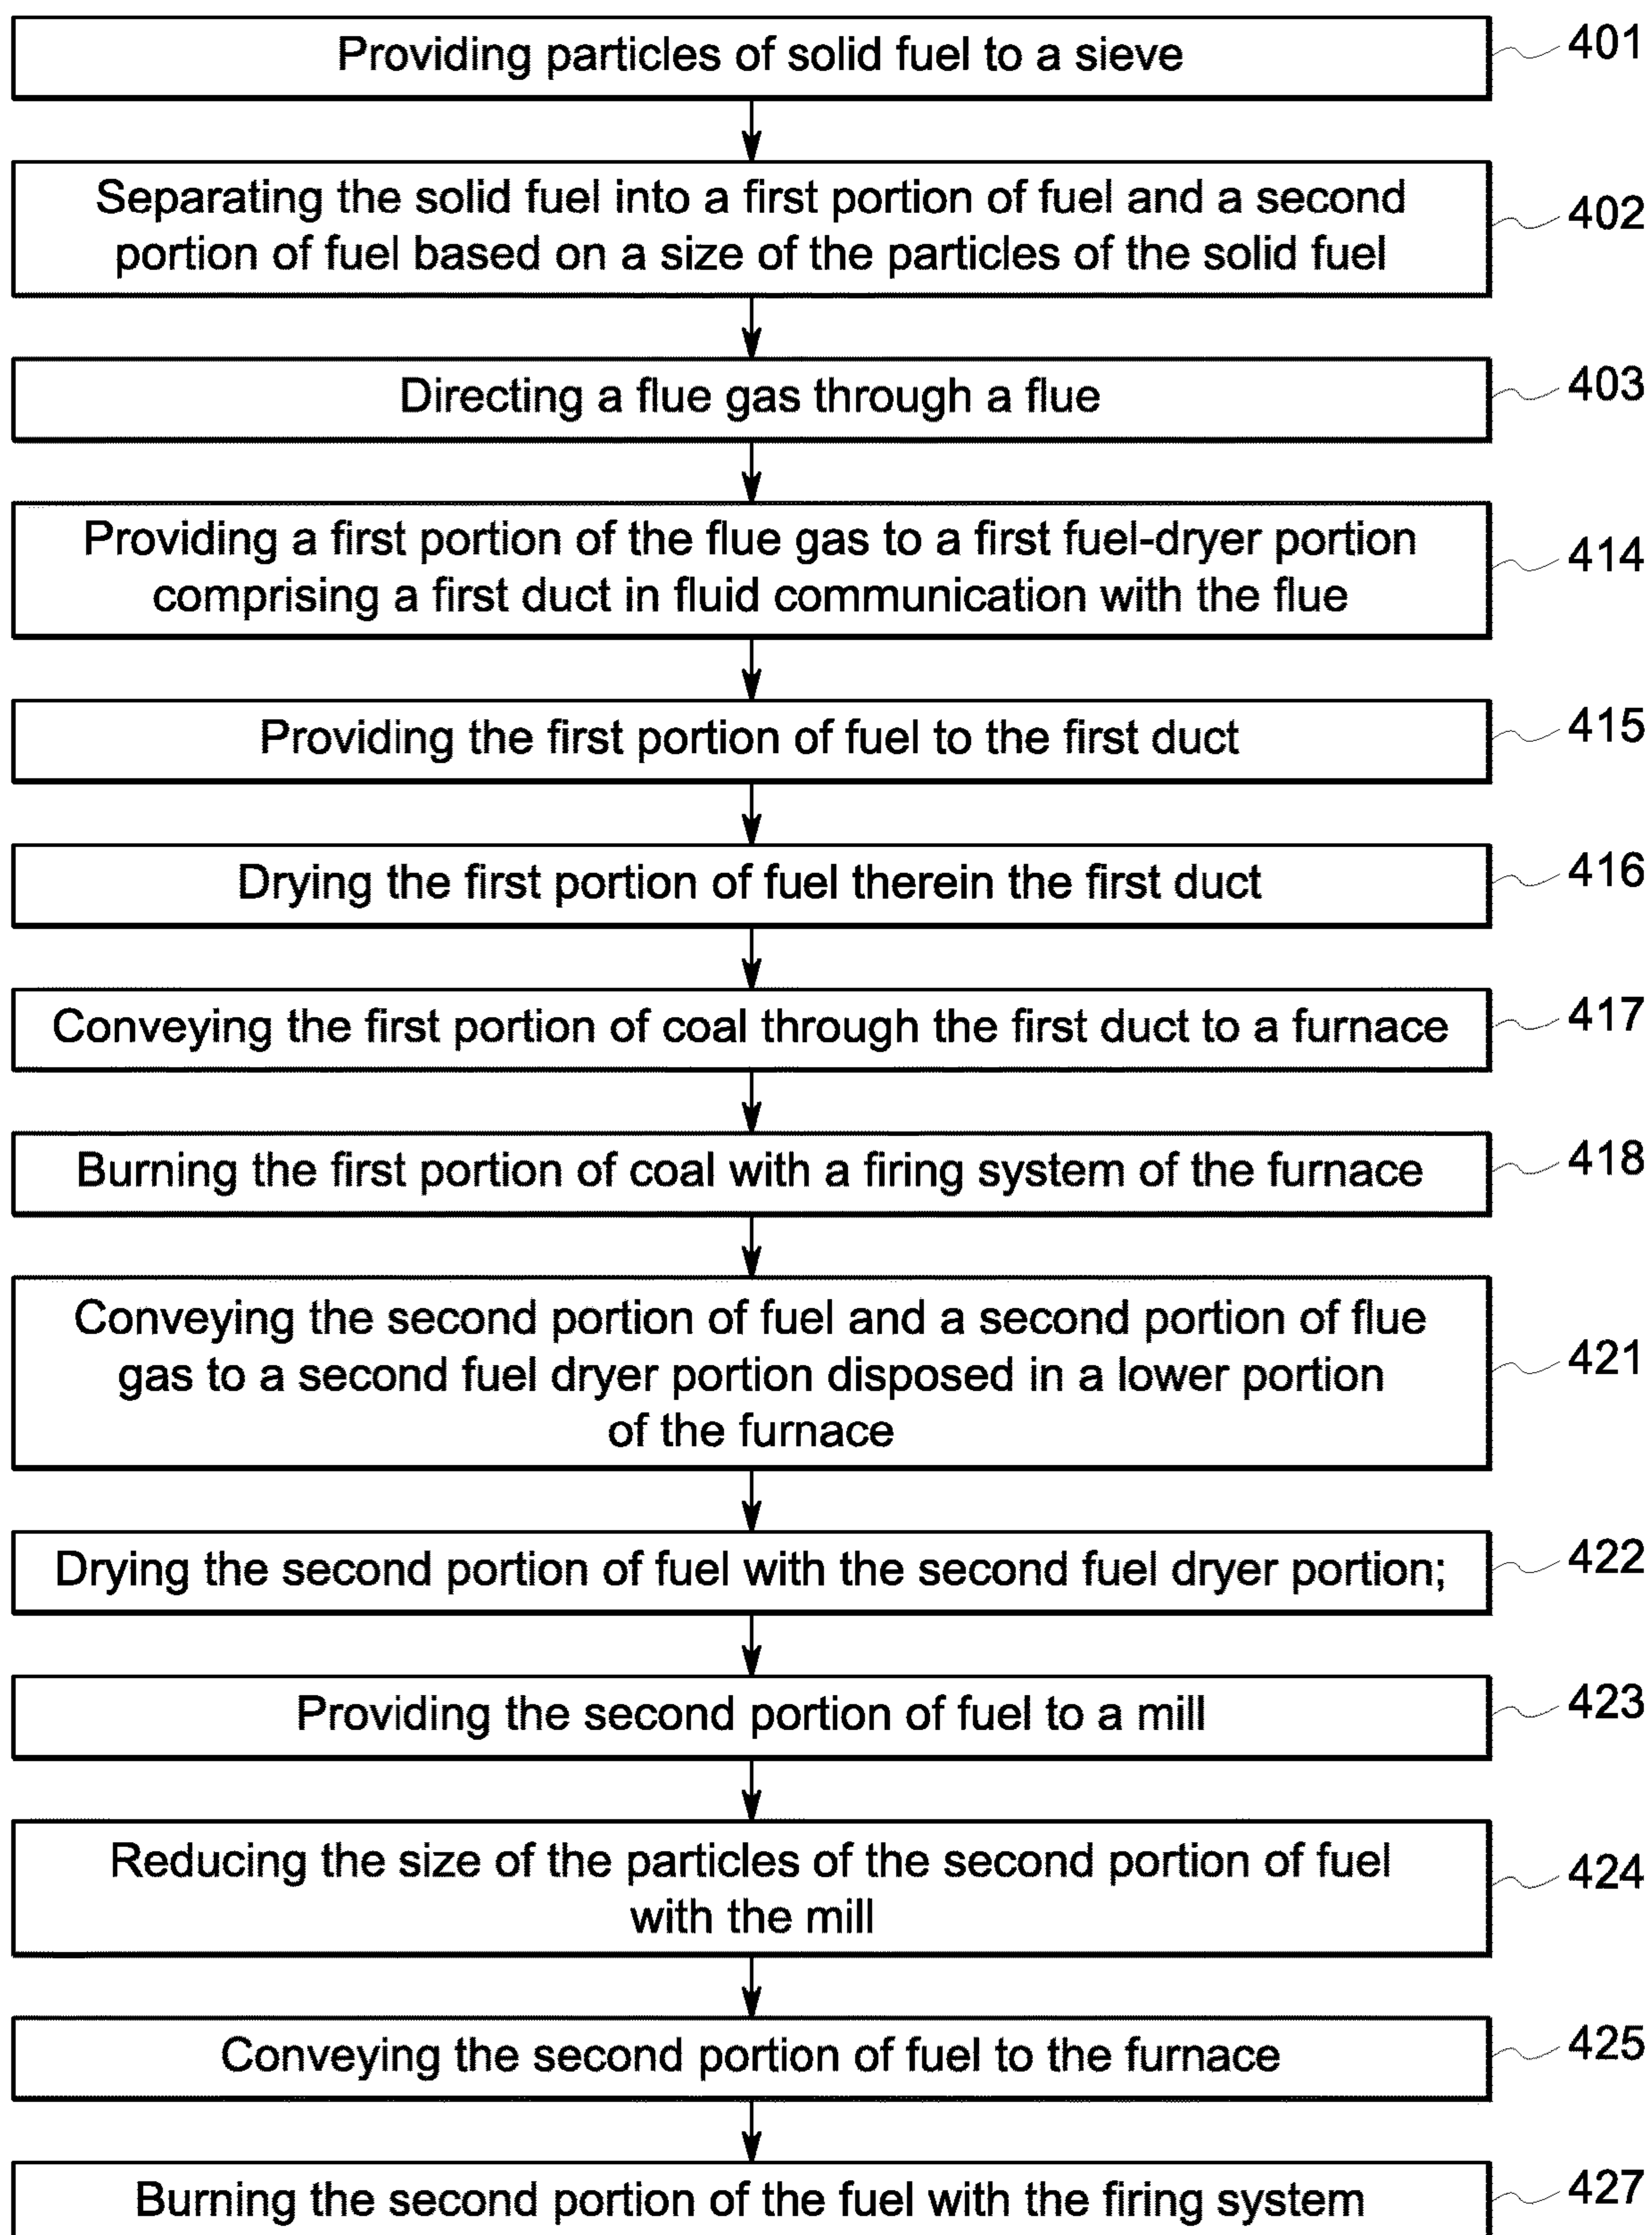 Providing particles of solid fuel to a sieve
401
Separating the solid fuel into a first portion of fuel and a second
portion of fuel based on a size of the particles of the solid fuel
402
Directing a flue gas through a flue
403
Providing a first portion of the flue gas to a first fuel-dryer portion
comprising a first duct in fluid communication with the flue
414
Providing the first portion of fuel to the first duct
415
Drying the first portion of fuel therein the first duct
416
Conveying the first portion of coal through the first duct to a furnace
417
Burning the first portion of coal with a firing system of the furnace
418
Conveying the second portion of fuel and a second portion of flue
gas to a second fuel dryer portion disposed in a lower portion
of the furnace
421
Drying the second portion of fuel with the second fuel dryer portion;
422
Providing the second portion of fuel to a mill
423
Reducing the size of the particles of the second portion of fuel
with the mill
424
Conveying the second portion of fuel to the furnace
425
Burning the second portion of the fuel with the firing system
427